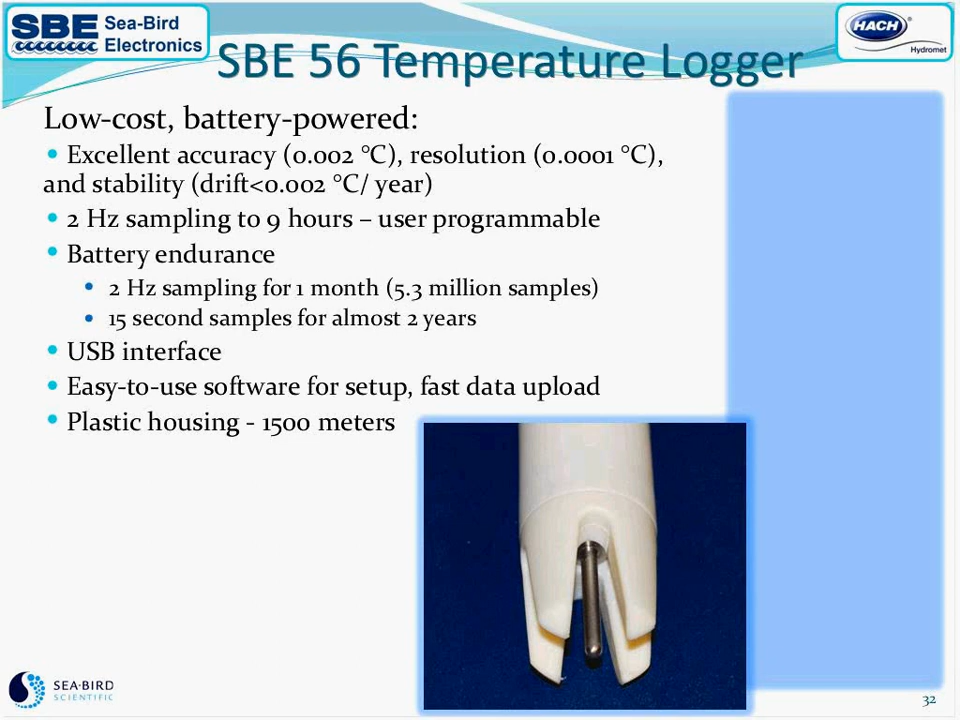 SBE Sea-Bird
Electronics
HACH®
Hydromet
SBE 56 Temperature Logger
Low-cost, battery-powered:
• Excellent accuracy (0.002 °C), resolution (0.0001 °C),
and stability (drift<0.002 °C/ year)
• 2 Hz sampling to 9 hours – user programmable
• Battery endurance
• 2 Hz sampling for 1 month (5.3 million samples)
• 15 second samples for almost 2 years
• USB interface
• Easy-to-use software for setup, fast data upload
• Plastic housing - 1500 meters
SEA·BIRD
SCIENTIFIC
32